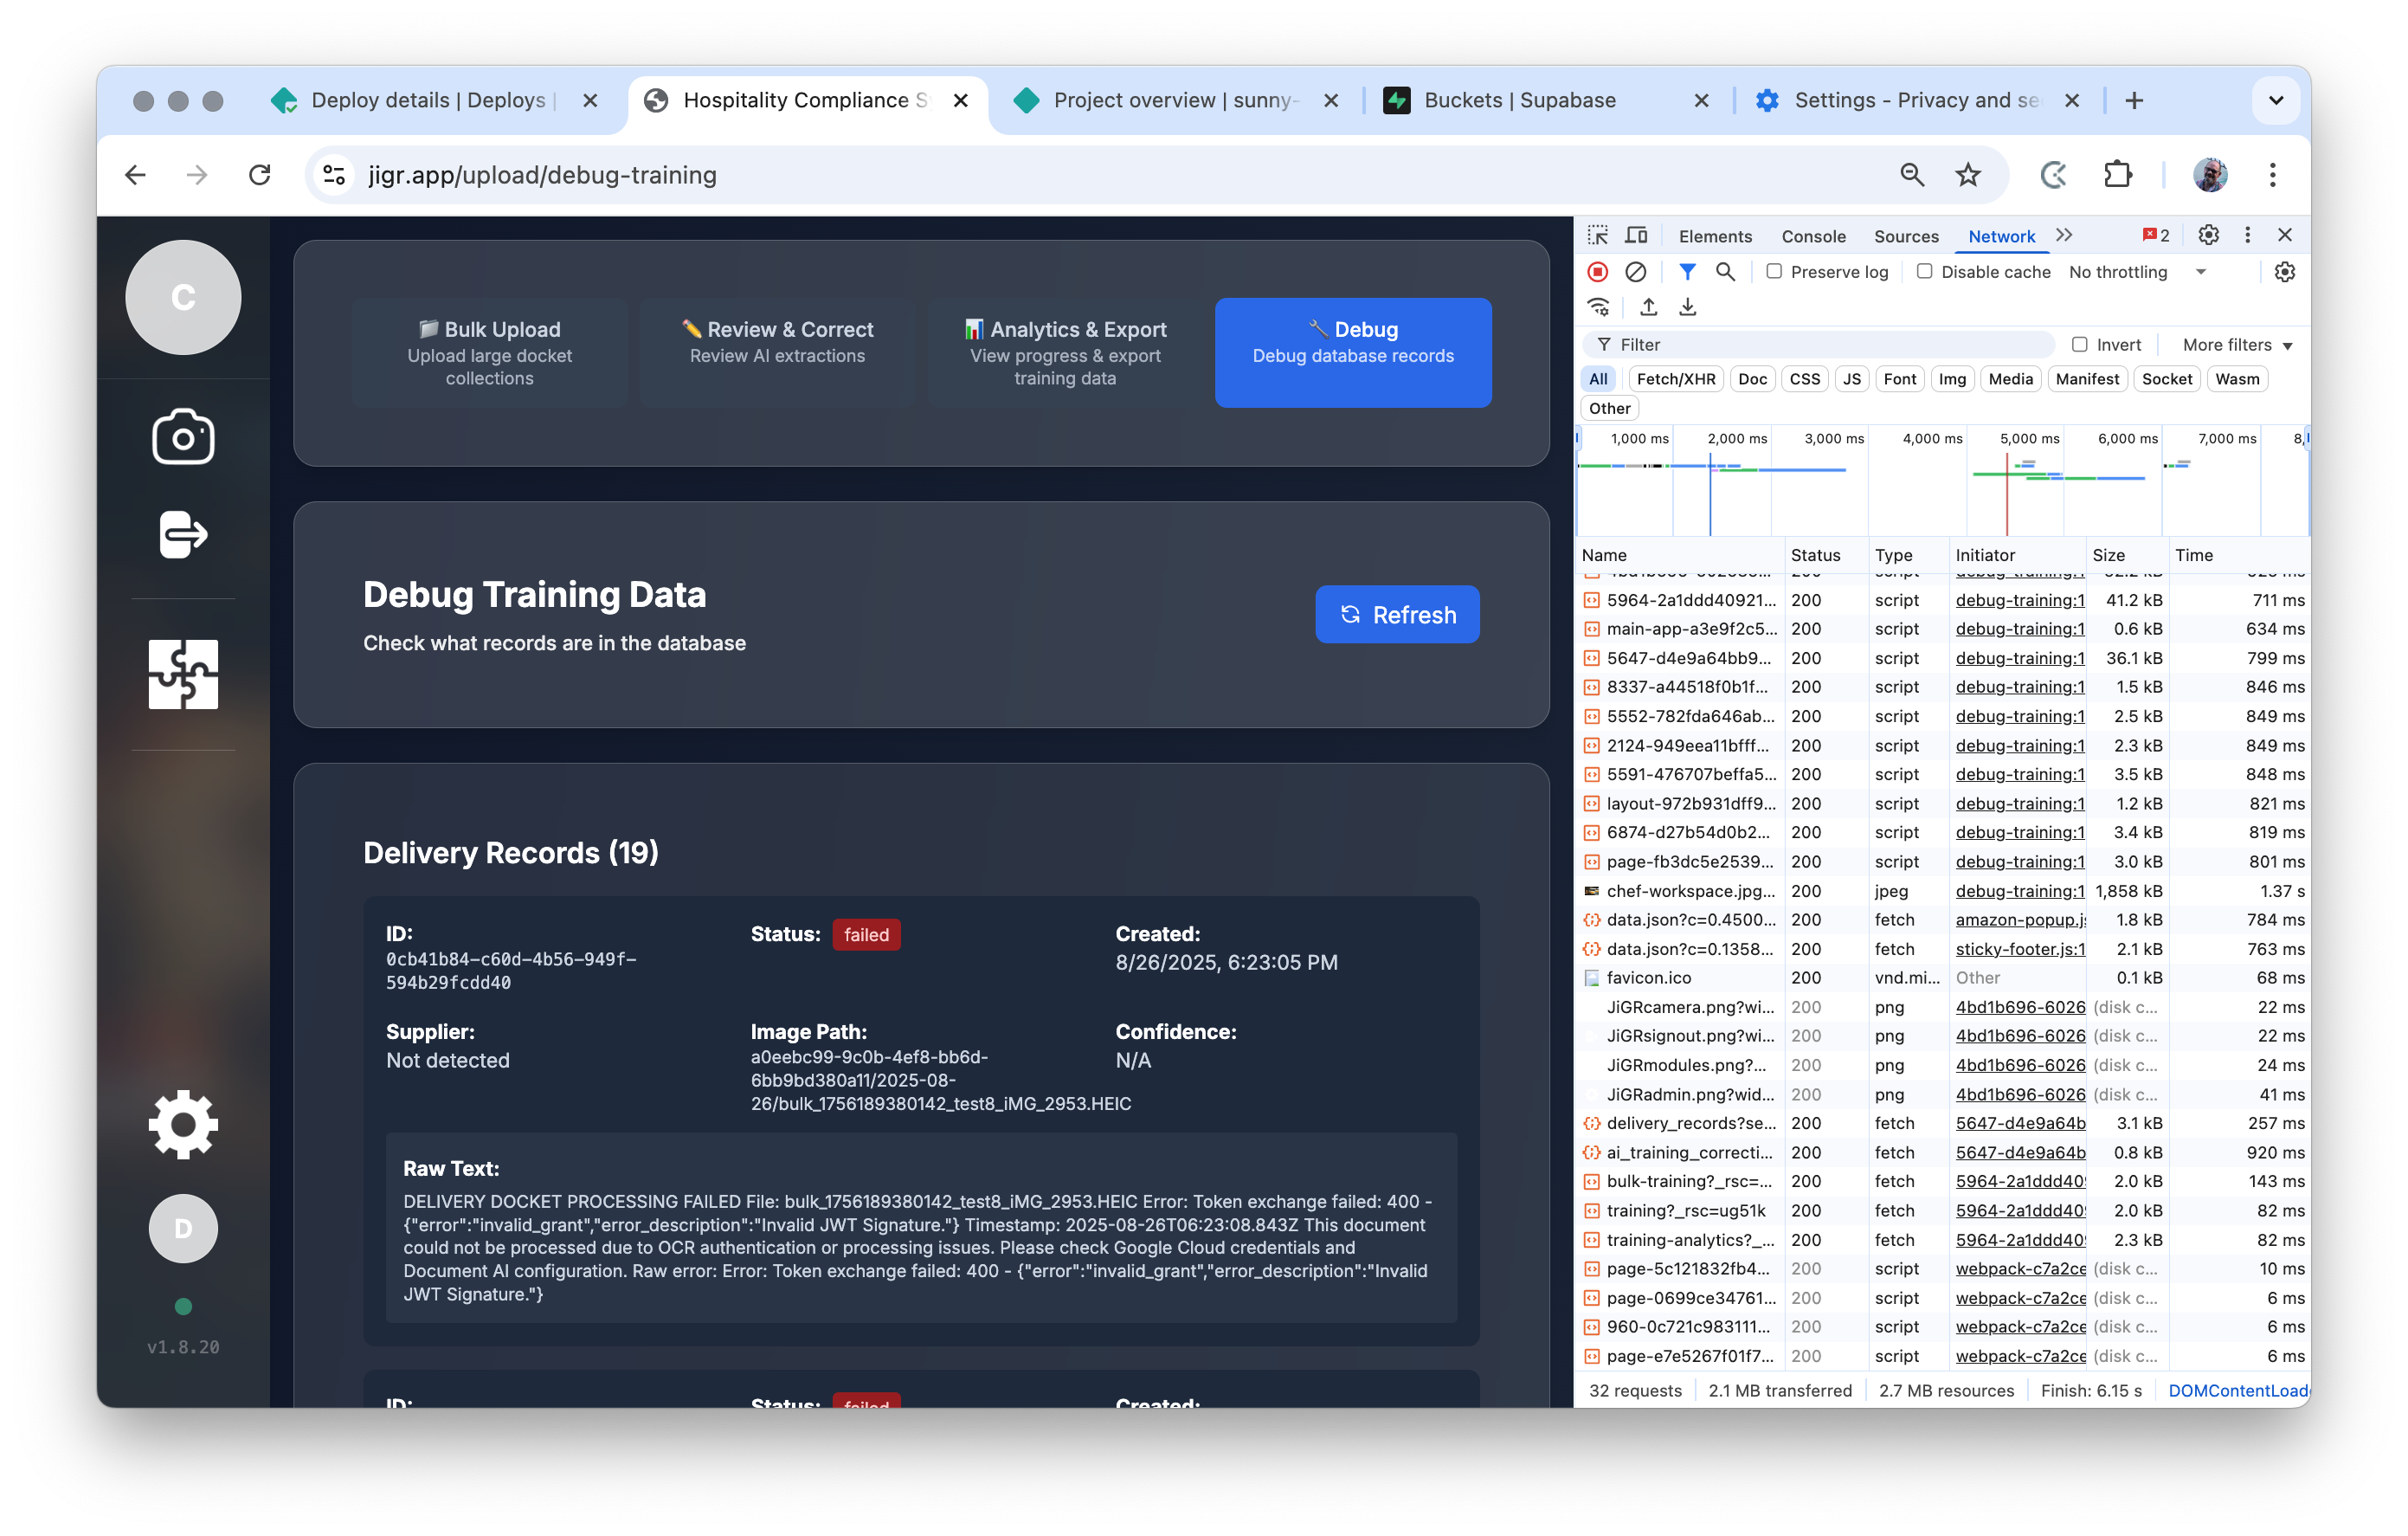 Deploy details | Deploys |
Hospitality Compliance S
Project overview | sunny-
Buckets | Supabase
Settings - Privacy and se
jigr.app/upload/debug-training
C
📁 Bulk Upload
Upload large docket
collections
✏️ Review & Correct
Review AI extractions
📊 Analytics & Export
View progress & export
training data
🔧 Debug
Debug database records
Debug Training Data
Check what records are in the database
Refresh
Delivery Records (19)
ID:
0cb41b84-c60d-4b56-949f-
594b29fcdd40
Status: failed
Created:
8/26/2025, 6:23:05 PM
Supplier:
Not detected
Image Path:
a0eebc99-9c0b-4ef8-bb6d-
6bb9bd380a11/2025-08-
26/bulk_1756189380142_test8_iMG_2953.HEIC
Confidence:
N/A
Raw Text:
DELIVERY DOCKET PROCESSING FAILED File: bulk_1756189380142_test8_iMG_2953.HEIC Error: Token exchange failed: 400 -
{"error":"invalid_grant","error_description":"Invalid JWT Signature."} Timestamp: 2025-08-26T06:23:08.843Z This document
could not be processed due to OCR authentication or processing issues. Please check Google Cloud credentials and
Document AI configuration. Raw error: Error: Token exchange failed: 400 - {"error":"invalid_grant","error_description":"Invalid
JWT Signature."}
ID:
Status: failed
Created:
D
v1.8.20
Elements Console Sources Network 2
Preserve log Disable cache No throttling
Filter Invert More filters
All Fetch/XHR Doc CSS JS Font Img Media Manifest Socket Wasm
Other
1,000 ms 2,000 ms 3,000 ms 4,000 ms 5,000 ms 6,000 ms 7,000 ms 8,
Name Status Type Initiator Size Time
5964-2a1ddd40921... 200 script debug-training:1 41.2 kB 711 ms
main-app-a3e9f2c5... 200 script debug-training:1 0.6 kB 634 ms
5647-d4e9a64bb9... 200 script debug-training:1 36.1 kB 799 ms
8337-a44518f0b1f... 200 script debug-training:1 1.5 kB 846 ms
5552-782fda646ab... 200 script debug-training:1 2.5 kB 849 ms
2124-949eea11bfff... 200 script debug-training:1 2.3 kB 849 ms
5591-476707beffa5... 200 script debug-training:1 3.5 kB 848 ms
layout-972b931dff9... 200 script debug-training:1 1.2 kB 821 ms
6874-d27b54d0b2... 200 script debug-training:1 3.4 kB 819 ms
page-fb3dc5e2539... 200 script debug-training:1 3.0 kB 801 ms
chef-workspace.jpg... 200 jpeg debug-training:1 1,858 kB 1.37 s
data.json?c=0.4500... 200 fetch amazon-popup.js 1.8 kB 784 ms
data.json?c=0.1358... 200 fetch sticky-footer.js:1 2.1 kB 763 ms
favicon.ico 200 vnd.mi... Other 0.1 kB 68 ms
JiGRcamera.png?wi... 200 png 4bd1b696-6026 (disk c... 22 ms
JiGRsignout.png?wi... 200 png 4bd1b696-6026 (disk c... 22 ms
JiGRmodules.png?... 200 png 4bd1b696-6026 (disk c... 24 ms
JiGRadmin.png?wid... 200 png 4bd1b696-6026 (disk c... 41 ms
delivery_records?se... 200 fetch 5647-d4e9a64b 3.1 kB 257 ms
ai_training_correcti... 200 fetch 5647-d4e9a64b 0.8 kB 920 ms
bulk-training?_rsc=... 200 fetch 5964-2a1ddd40 2.0 kB 143 ms
training?_rsc=ug51k 200 fetch 5964-2a1ddd40 2.0 kB 82 ms
training-analytics?_... 200 fetch 5964-2a1ddd40 2.3 kB 82 ms
page-5c121832fb4... 200 script webpack-c7a2ce (disk c... 10 ms
page-0699ce34761... 200 script webpack-c7a2ce (disk c... 6 ms
960-0c721c983111... 200 script webpack-c7a2ce (disk c... 6 ms
page-e7e5267f01f7... 200 script webpack-c7a2ce (disk c... 6 ms
32 requests 2.1 MB transferred 2.7 MB resources Finish: 6.15 s DOMContentLoad